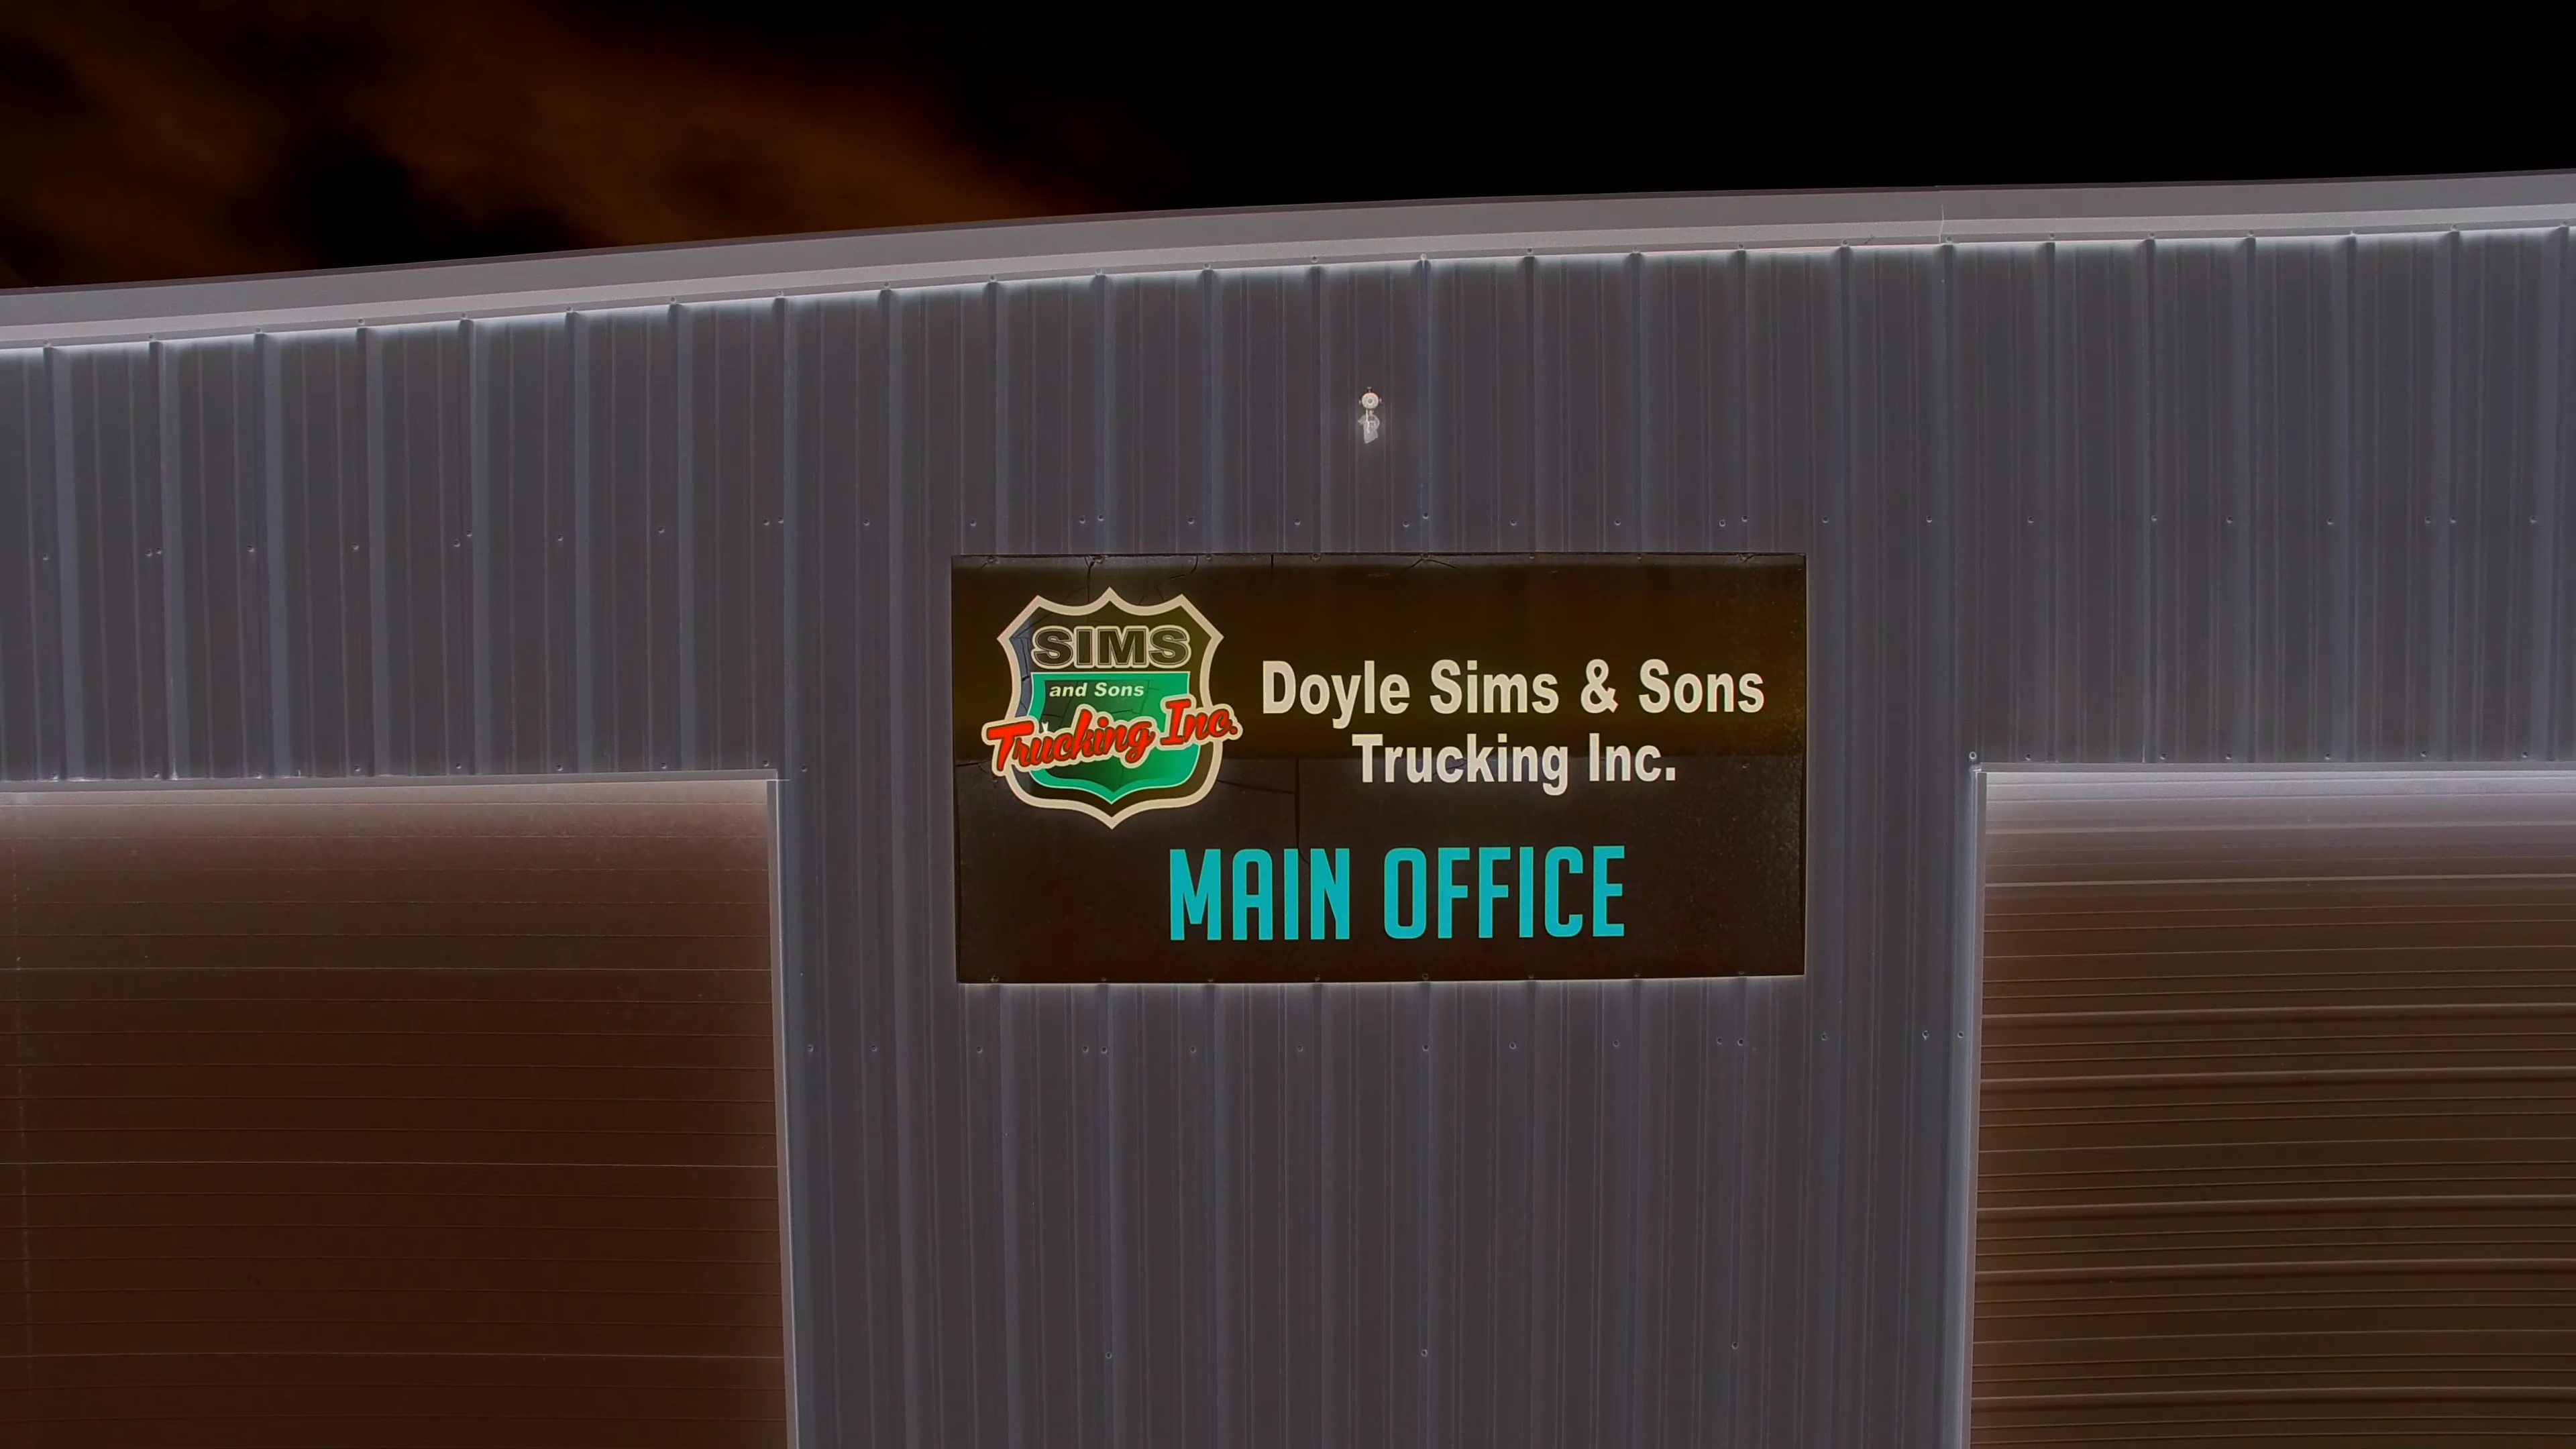 SIMS
and Sons
Trucking Inc.
Doyle Sims & Sons
Trucking Inc.
MAIN OFFICE